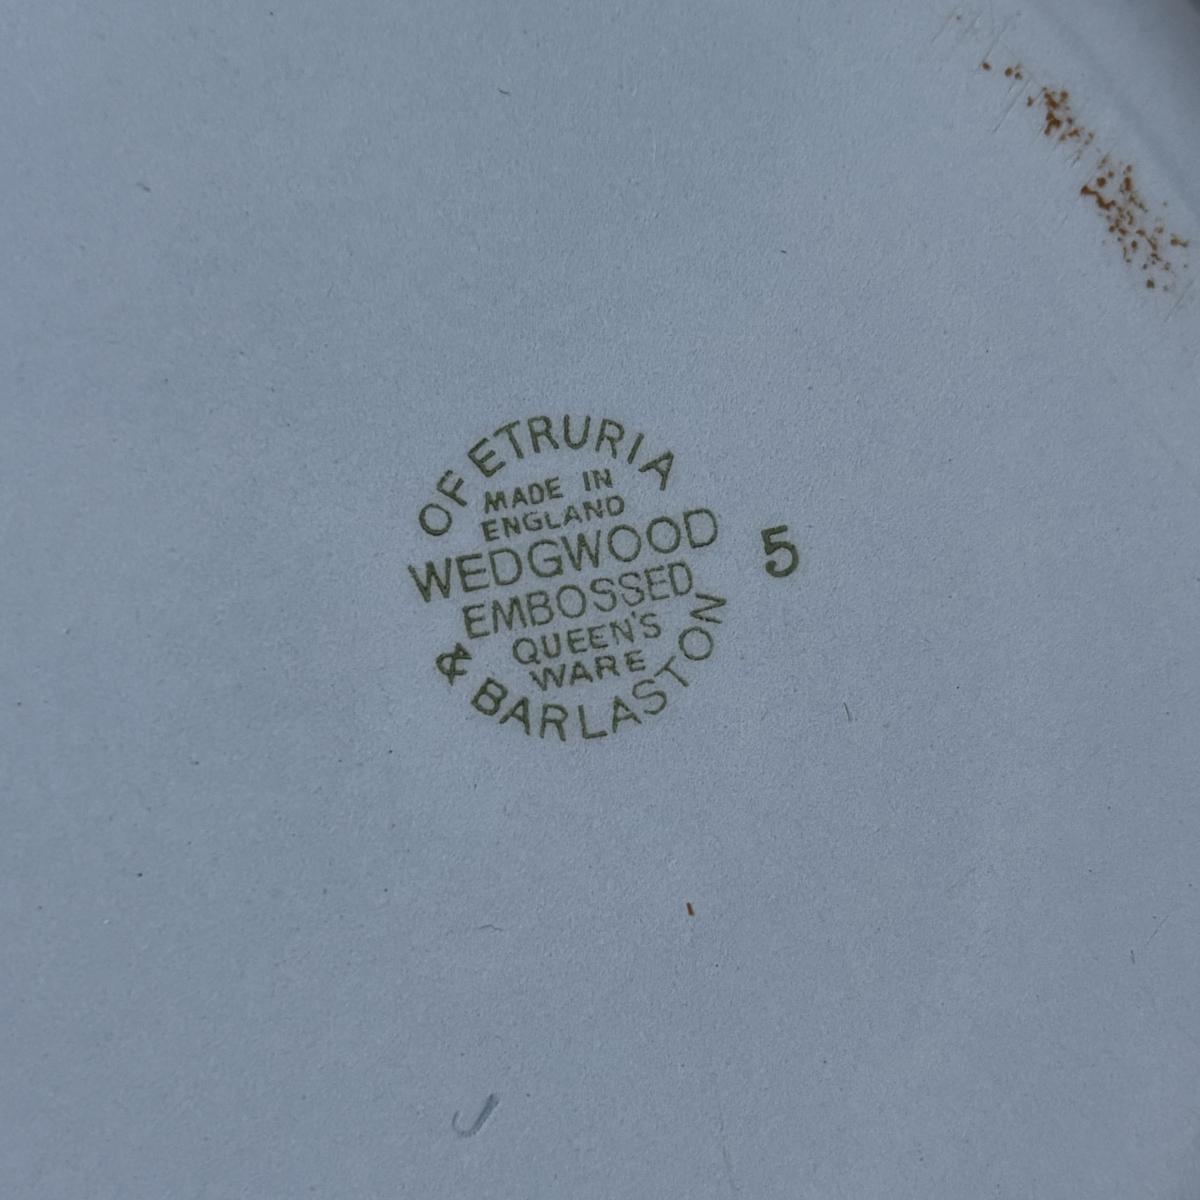 OF ETRURIA
MADE IN
ENGLAND
WEDGWOOD
EMBOSSED
QUEEN'S
WARE
& BARLASTON
5